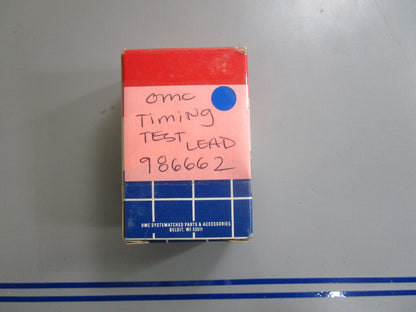 omc
Timing
TEST LEAD
986662
OMC SYSTEMATCHED PARTS & ACCESSORIES
BELOIT, WI 53511